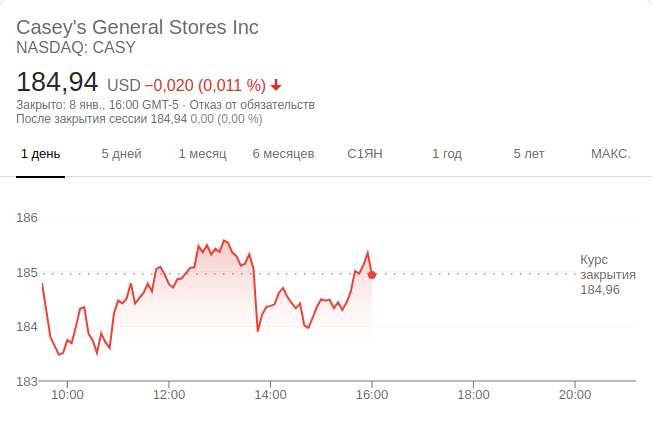 Casey's General Stores Inc
NASDAQ: CASY
184,94 USD −0,020 (0,011 %)
Закрыто: 8 янв., 16:00 GMT-5 · Отказ от обязательств
После закрытия сессии 184,94 0,00 (0,00 %)
1 день 5 дней 1 месяц 6 месяцев С1ЯН 1 год 5 лет МАКС.
186
185
184
183
Курс
закрытия
184,96
10:00 12:00 14:00 16:00 18:00 20:00